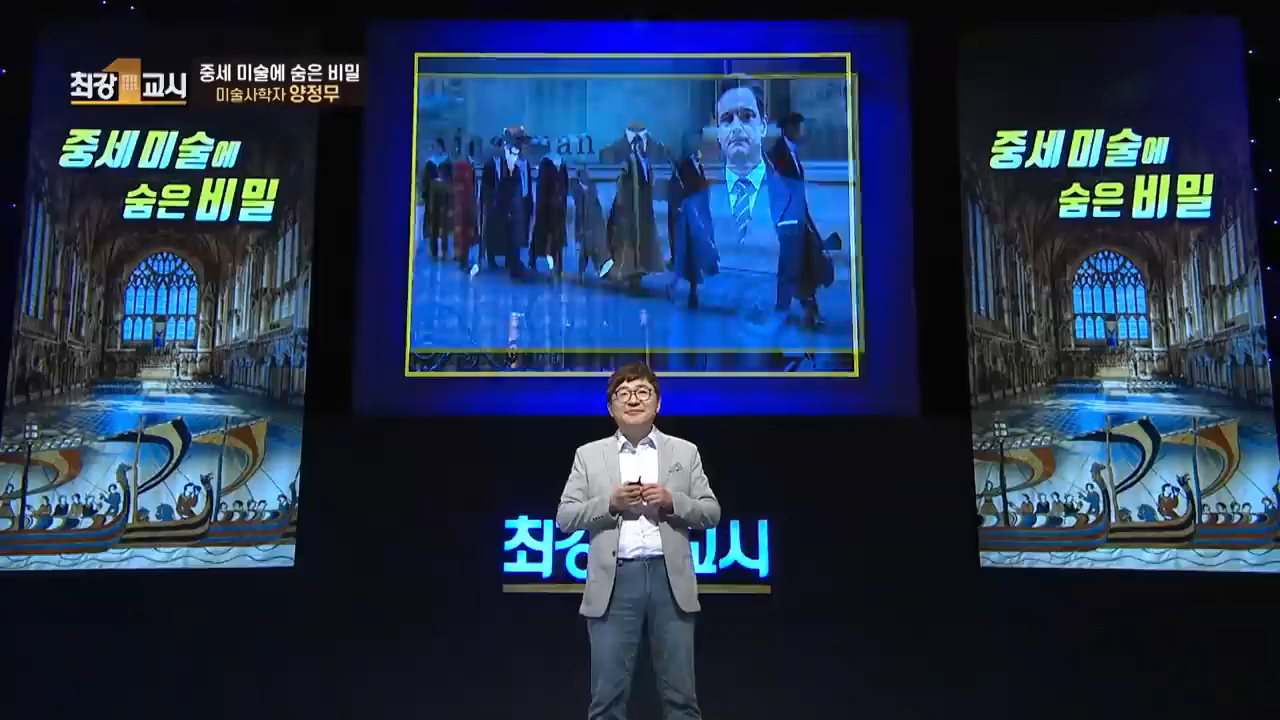 최강1교시
중세 미술에 숨은 비밀
미술사학자 양정무
중세 미술에
숨은 비밀
중세 미술에
숨은 비밀
최강
교시